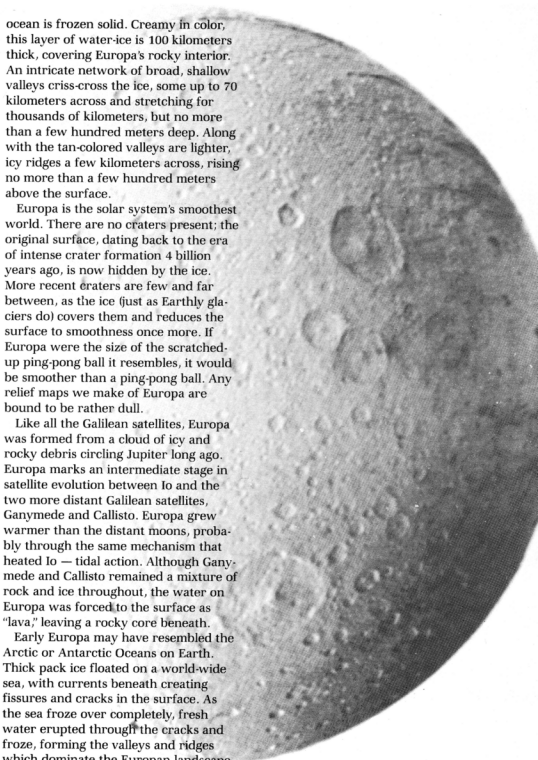 ocean is frozen solid. Creamy in color,
this layer of water-ice is 100 kilometers
thick, covering Europa's rocky interior.
An intricate network of broad, shallow
valleys criss-cross the ice, some up to 70
kilometers across and stretching for
thousands of kilometers, but no more
than a few hundred meters deep. Along
with the tan-colored valleys are lighter,
icy ridges a few kilometers across, rising
no more than a few hundred meters
above the surface.
Europa is the solar system's smoothest
world. There are no craters present; the
original surface, dating back to the era
of intense crater formation 4 billion
years ago, is now hidden by the ice.
More recent craters are few and far
between, as the ice (just as Earthly gla-
ciers do) covers them and reduces the
surface to smoothness once more. If
Europa were the size of the scratched-
up ping-pong ball it resembles, it would
be smoother than a ping-pong ball. Any
relief maps we make of Europa are
bound to be rather dull.
Like all the Galilean satellites, Europa
was formed from a cloud of icy and
rocky debris circling Jupiter long ago.
Europa marks an intermediate stage in
satellite evolution between Io and the
two more distant Galilean satellites,
Ganymede and Callisto. Europa grew
warmer than the distant moons, proba-
bly through the same mechanism that
heated Io — tidal action. Although Gany-
mede and Callisto remained a mixture of
rock and ice throughout, the water on
Europa was forced to the surface as
"lava," leaving a rocky core beneath.
Early Europa may have resembled the
Arctic or Antarctic Oceans on Earth.
Thick pack ice floated on a world-wide
sea, with currents beneath creating
fissures and cracks in the surface. As
the sea froze over completely, fresh
water erupted through the cracks and
froze, forming the valleys and ridges
which dominate the Europan landscape